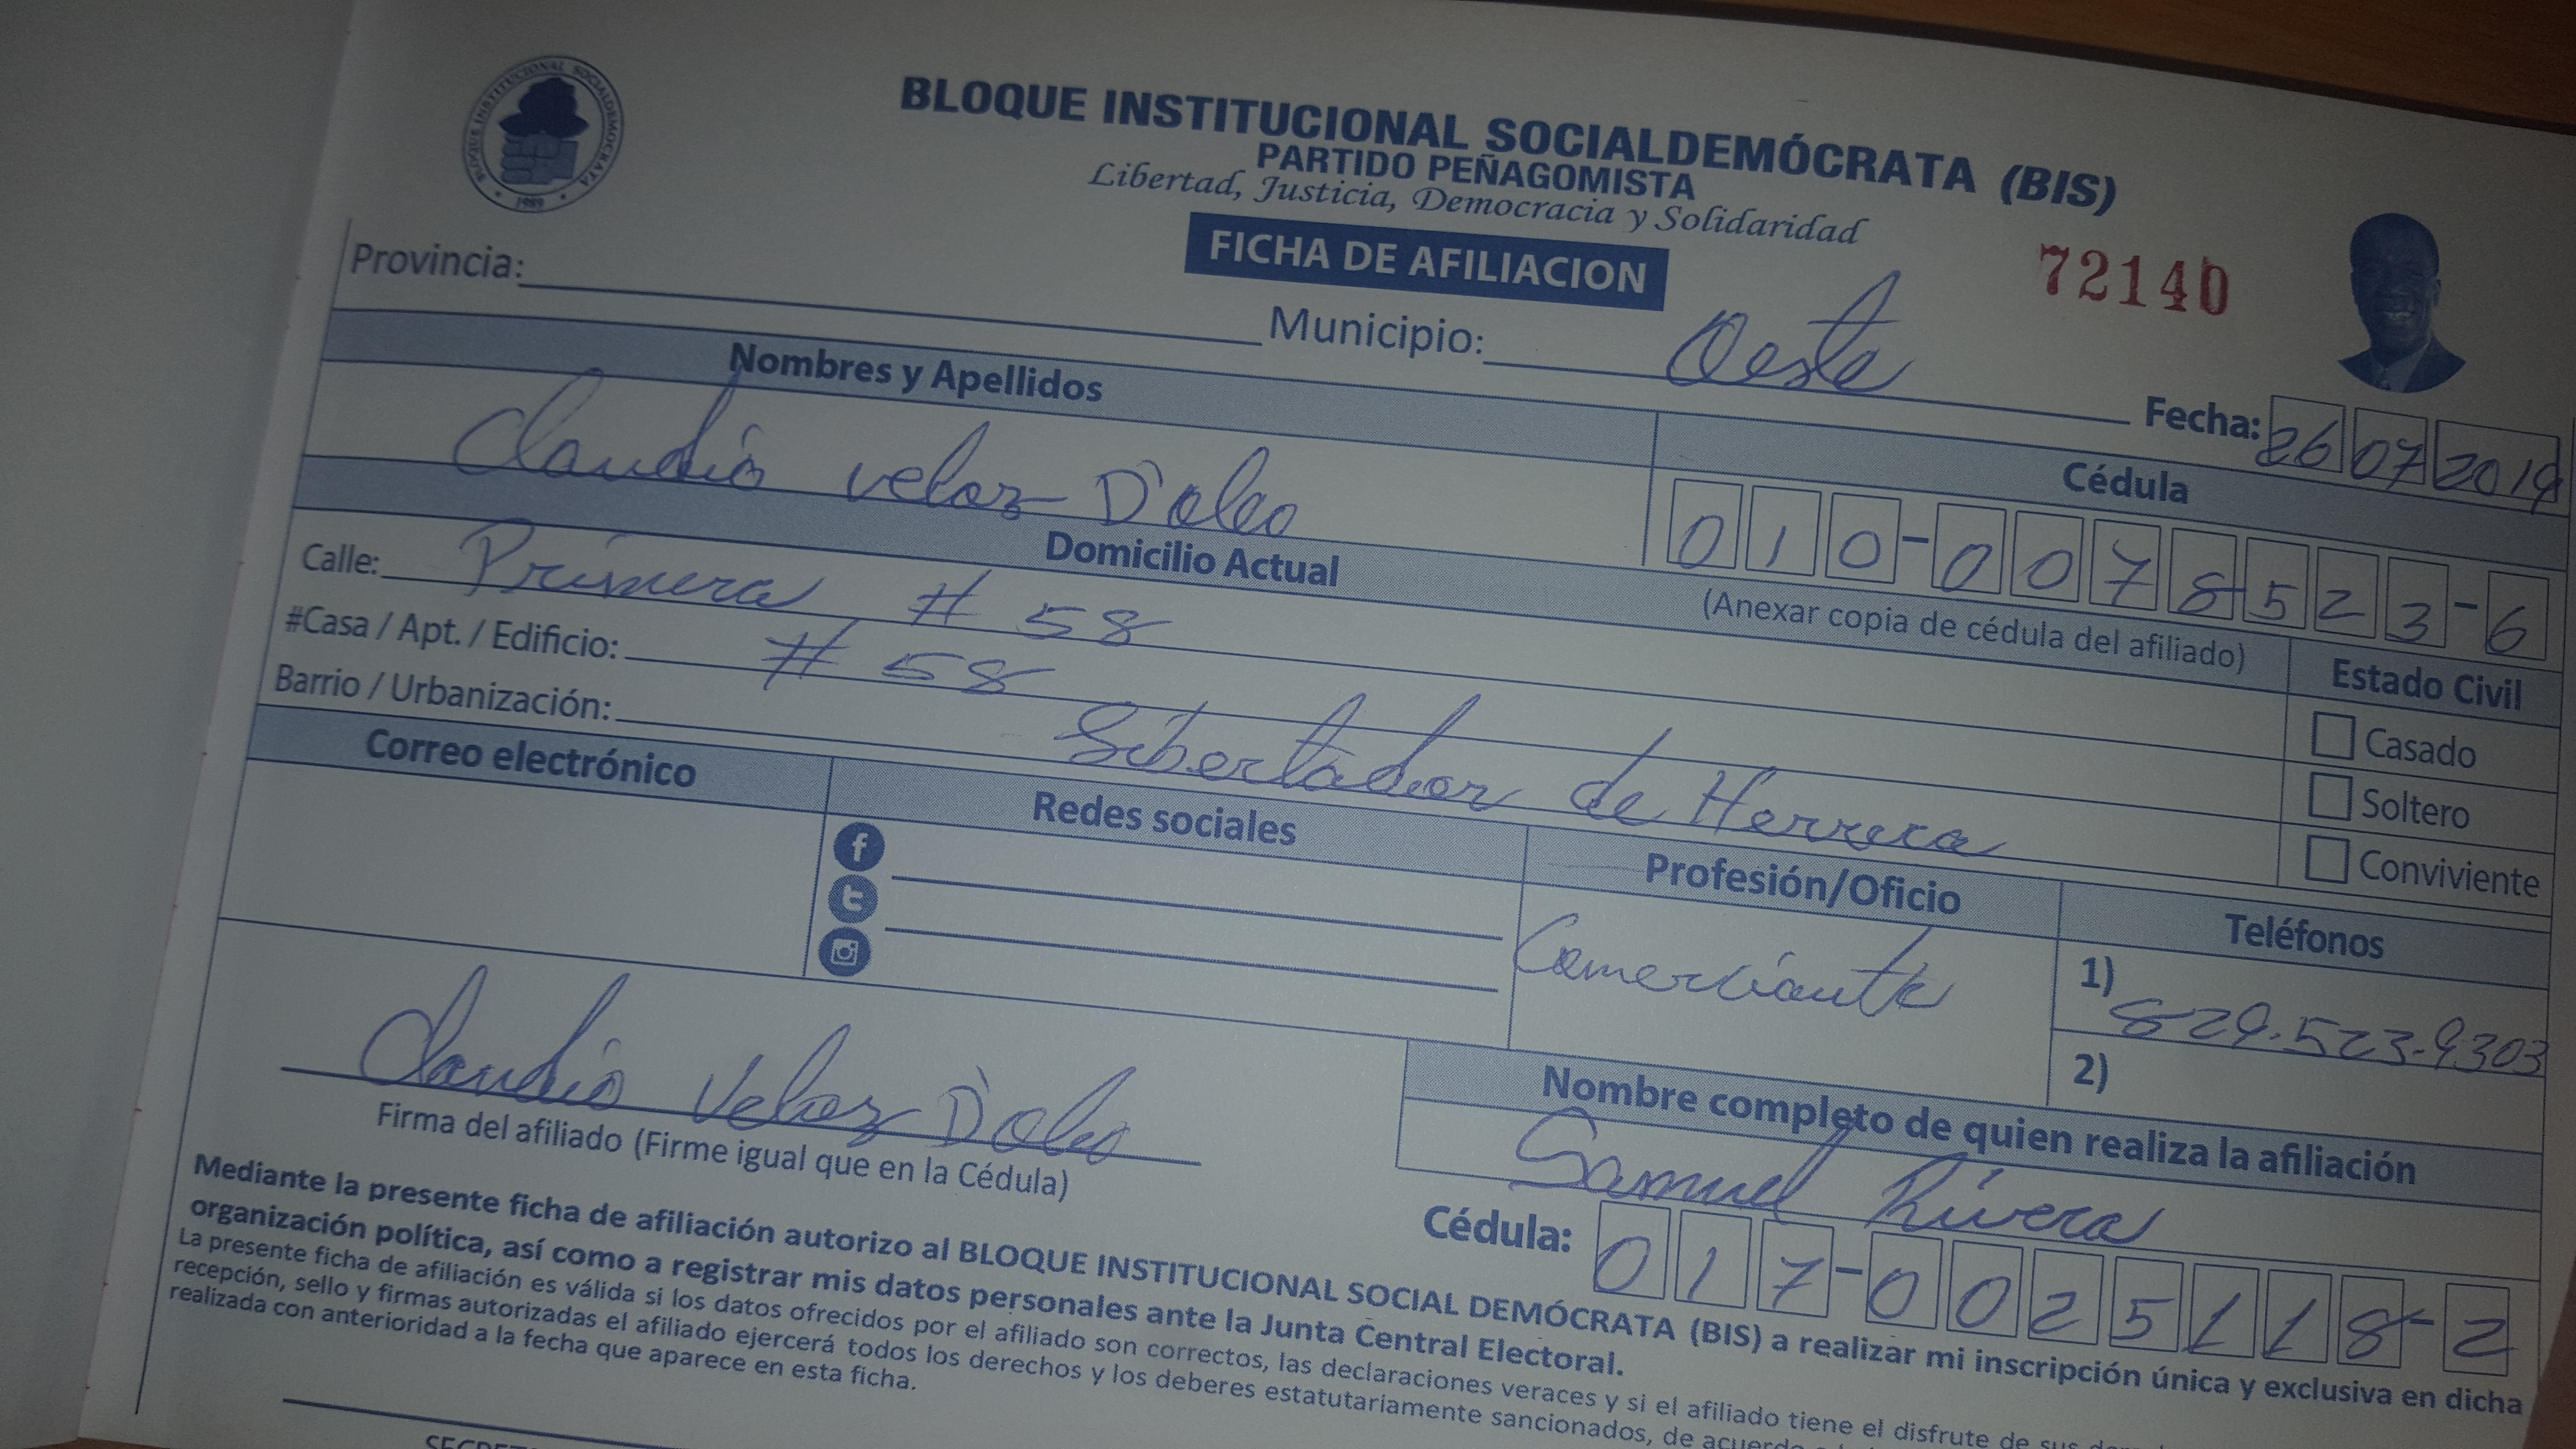 BLOQUE INSTITUCIONAL SOCIALDEMOCRATA
1989
BLOQUE INSTITUCIONAL SOCIALDEMÓCRATA (BIS)
PARTIDO PEÑAGOMISTA
Libertad, Justicia, Democracia y Solidaridad
FICHA DE AFILIACION
72140
Provincia:
Municipio: Oeste
Fecha: 26 07 2019
Nombres y Apellidos
Claudio Veloz D'oleo
Cédula
010-0078523-6
(Anexar copia de cédula del afiliado)
Domicilio Actual
Calle: Primera # 58
#Casa / Apt. / Edificio: # 58
Barrio / Urbanización: Libertador de Herrera
Estado Civil
Casado
Soltero
Conviviente
Correo electrónico
Redes sociales
Profesión/Oficio
Comerciante
Teléfonos
1) 829.523-9303
2)
Claudio Veloz D'oleo
Firma del afiliado (Firme igual que en la Cédula)
Nombre completo de quien realiza la afiliación
Samuel Rivera
Cédula: 017-0025118-2
Mediante la presente ficha de afiliación autorizo al BLOQUE INSTITUCIONAL SOCIAL DEMÓCRATA (BIS) a realizar mi inscripción única y exclusiva en dicha
organización política, así como a registrar mis datos personales ante la Junta Central Electoral.
La presente ficha de afiliación es válida si los datos ofrecidos por el afiliado son correctos, las declaraciones veraces y si el afiliado tiene el disfrute de sus
recepción, sello y firmas autorizadas el afiliado ejercerá todos los derechos y los deberes estatutariamente sancionados, de acuerdo
realizada con anterioridad a la fecha que aparece en esta ficha.